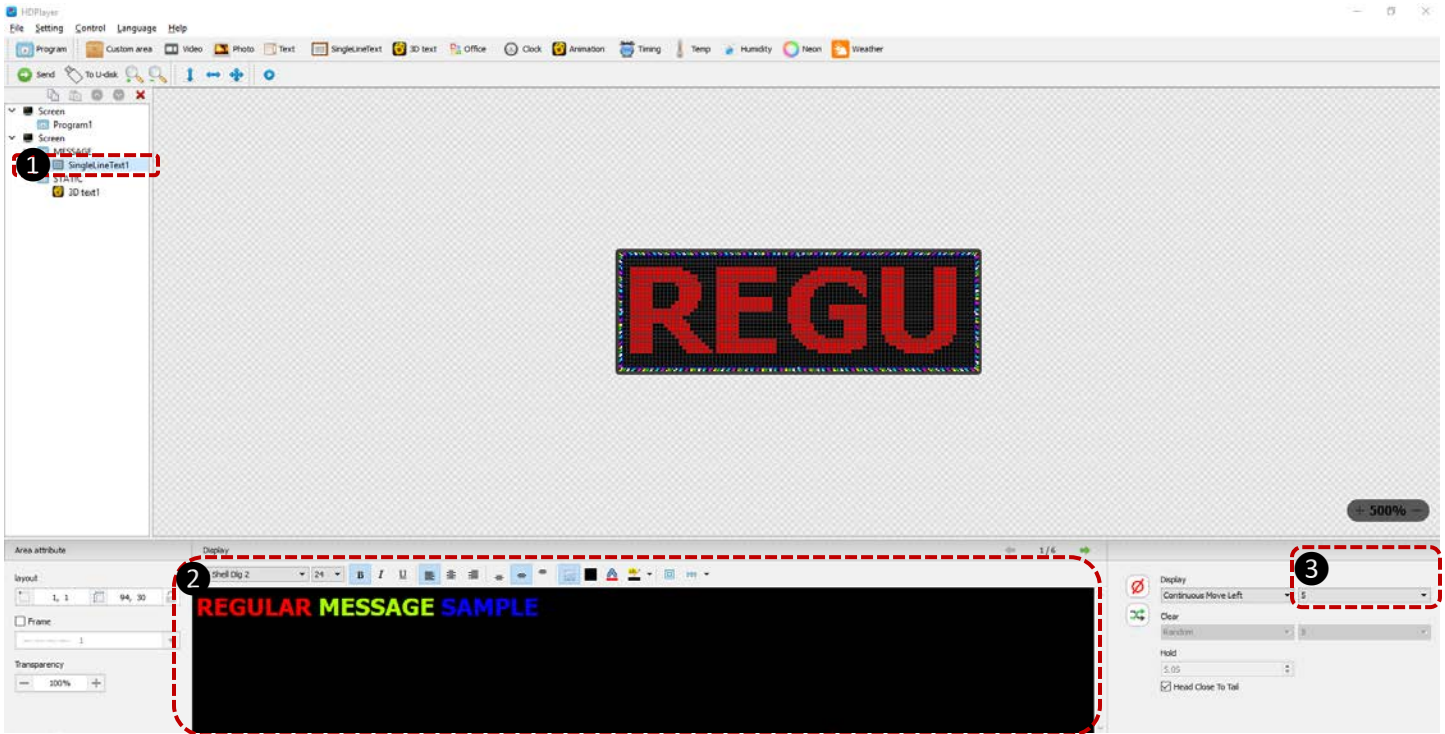 HDPlayer
File Setting Control Language Help
Program Custom area Video Photo Text SingleLineText 3D text Office Clock Animation Timing Temp Humidity Neon Weather
Send To U-disk
Screen
Program1
Screen
MESSAGE
1 SingleLineText1
STATIC
3D text1
REGU
+ 500% −
Area attribute
Display
1/6
layout
1, 1 94, 30
Frame
1
Transparency
— 100% +
2 Shell Dlg 2 24 B I U
REGULAR MESSAGE SAMPLE
3
Display
Continuous Move Left 5
Clear
Random
Hold
5.0S
Head Close To Tail